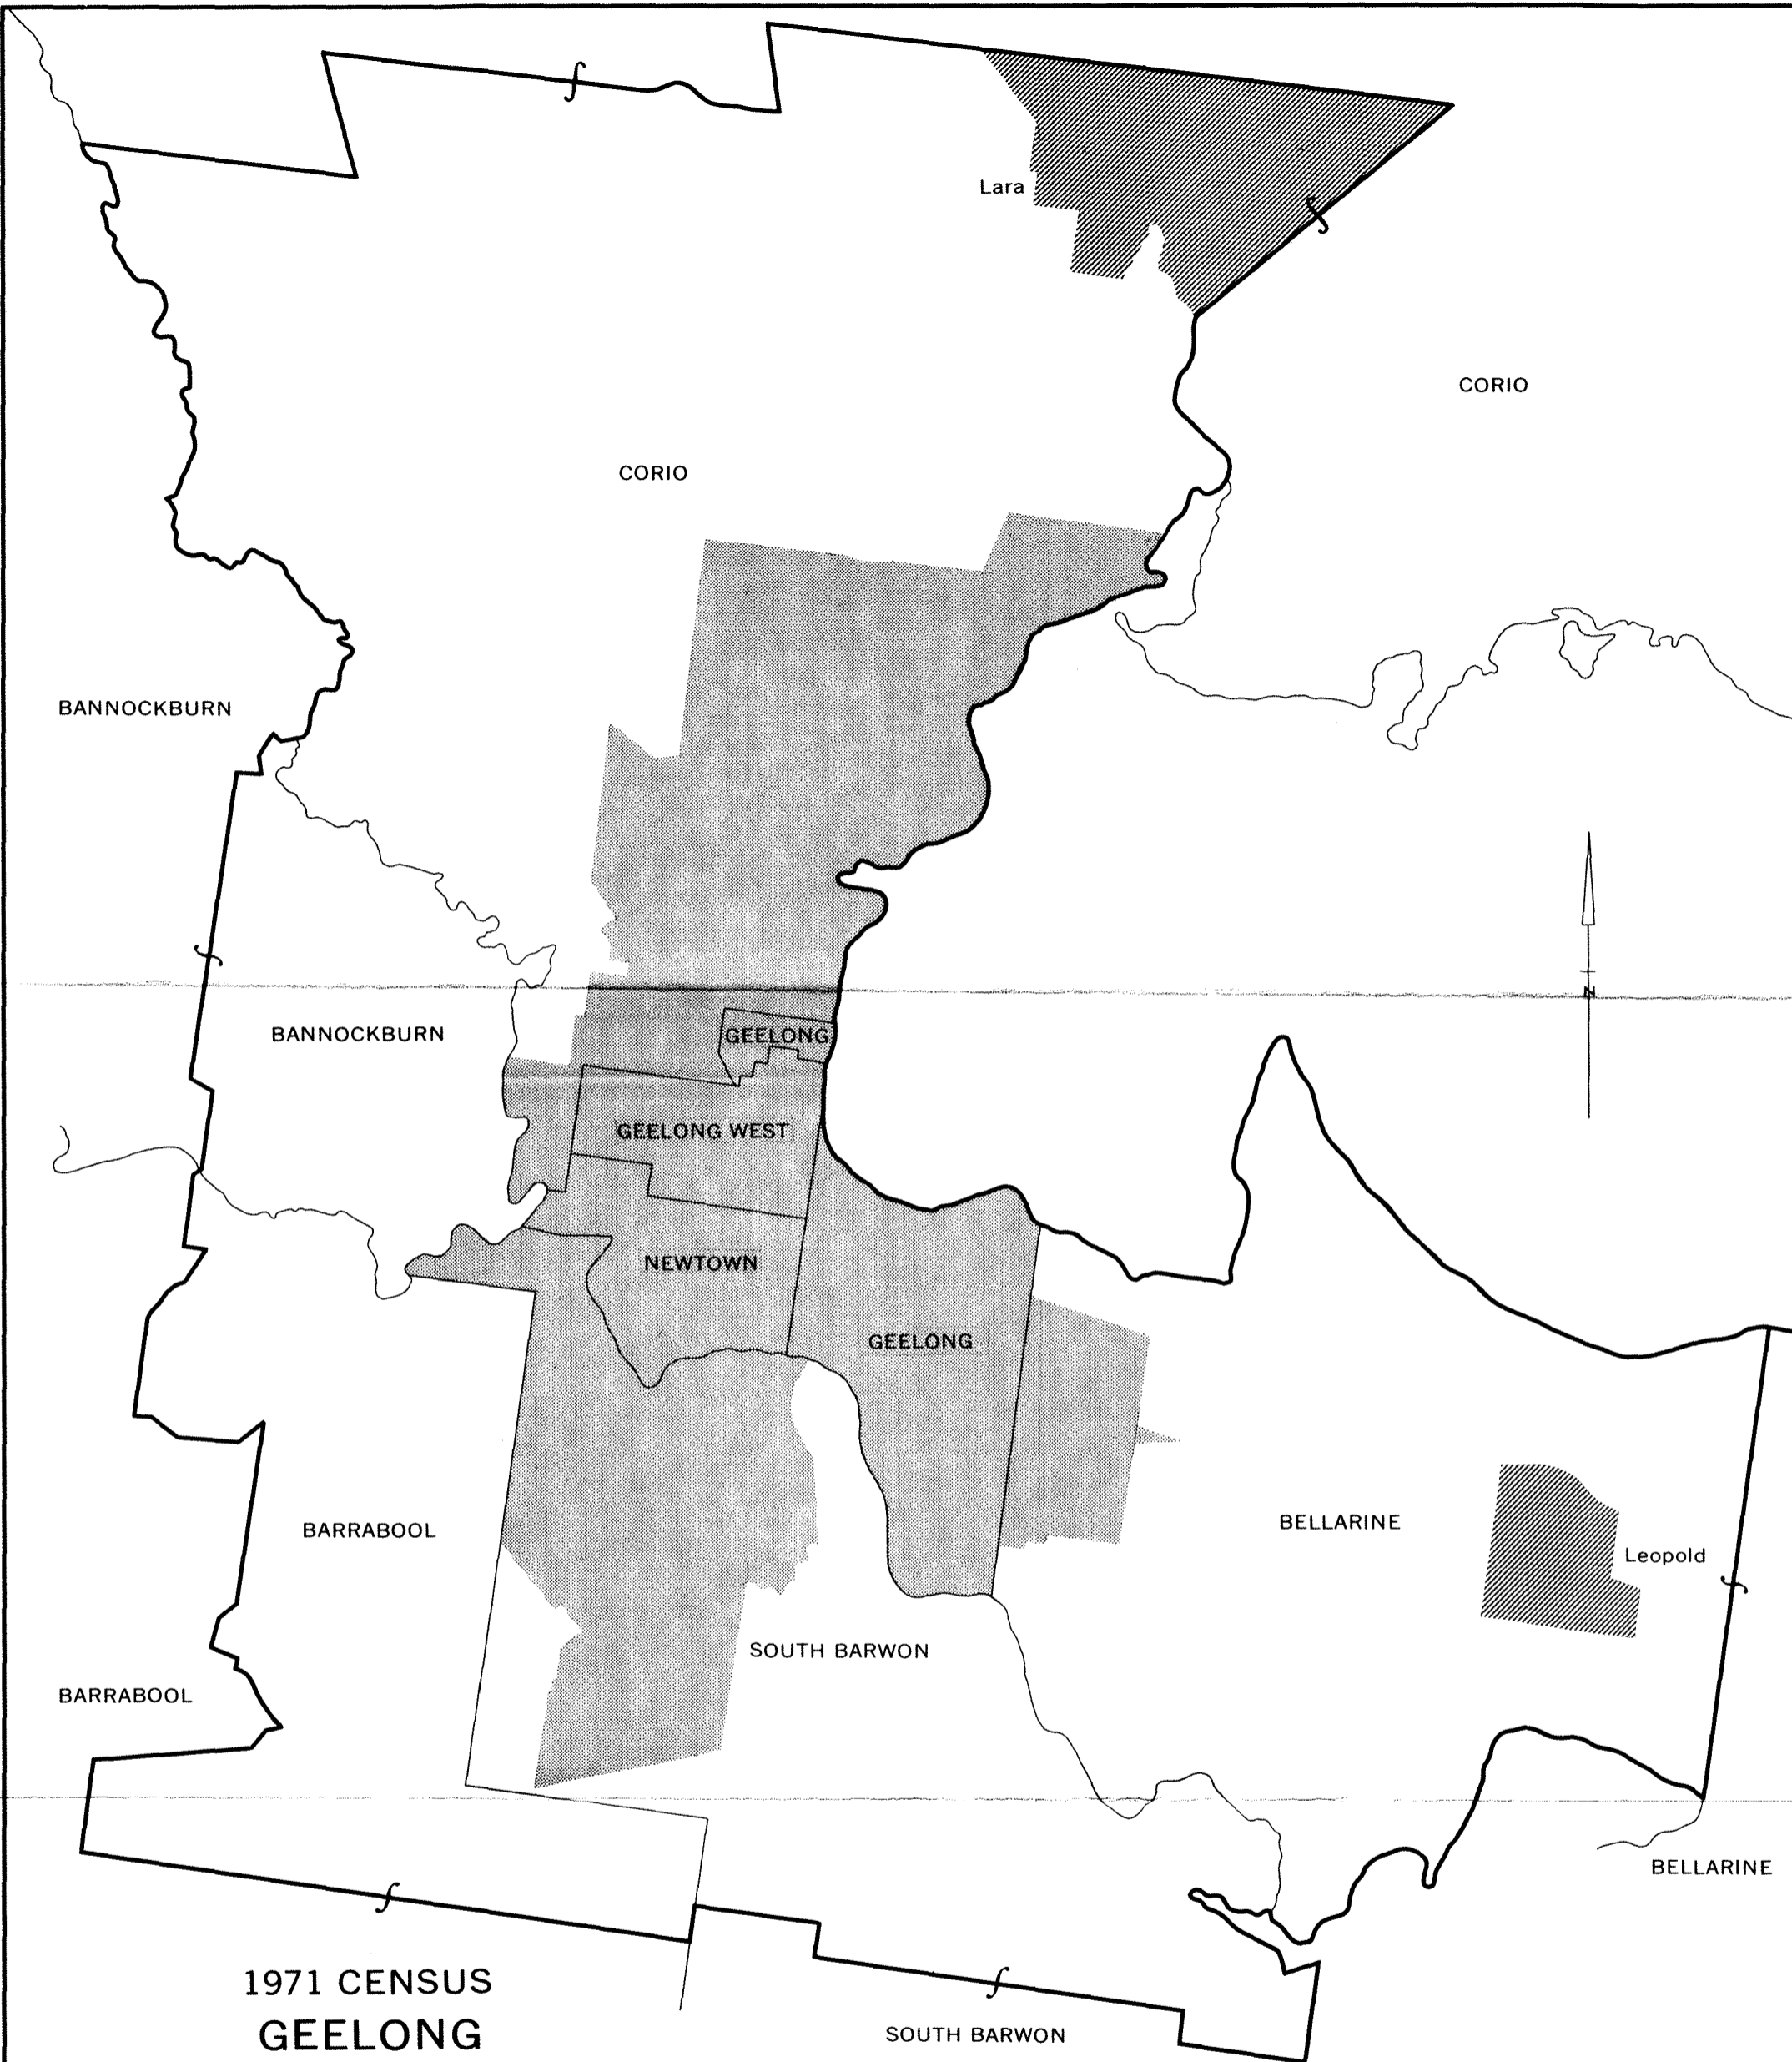 Lara
CORIO
CORIO
BANNOCKBURN
N
BANNOCKBURN
GEELONG
GEELONG WEST
NEWTOWN
GEELONG
BELLARINE
BARRABOOL
Leopold
SOUTH BARWON
BARRABOOL
BELLARINE
1971 CENSUS
GEELONG
SOUTH BARWON